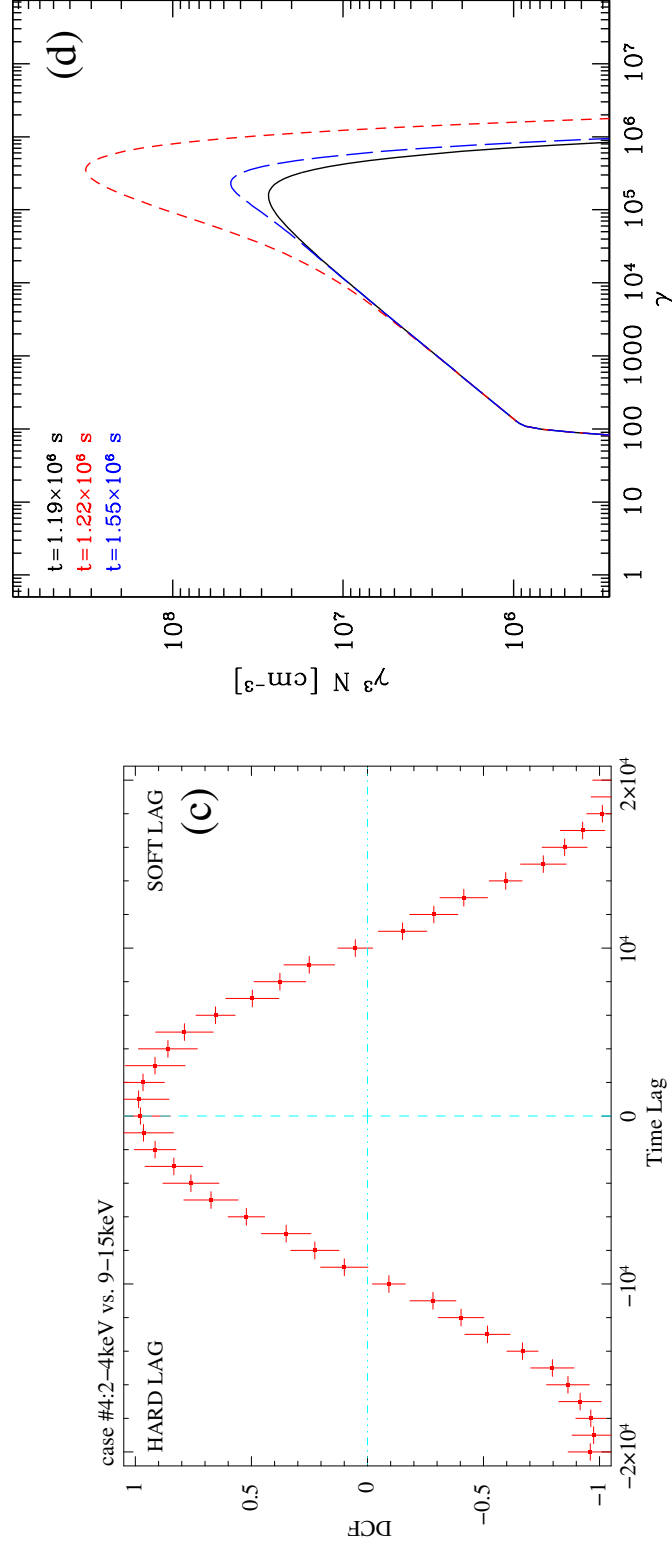 case #4:2−4keV vs. 9−15keV
HARD LAG
SOFT LAG
(c)
1
0.5
0
−0.5
−1
DCF
−2×10⁴
−10⁴
0
10⁴
2×10⁴
Time Lag
(d)
t=1.19×10⁶ s
t=1.22×10⁶ s
t=1.55×10⁶ s
10⁸
10⁷
10⁶
γ³ N [cm⁻³]
1
10
100
1000
10⁴
10⁵
10⁶
10⁷
γ